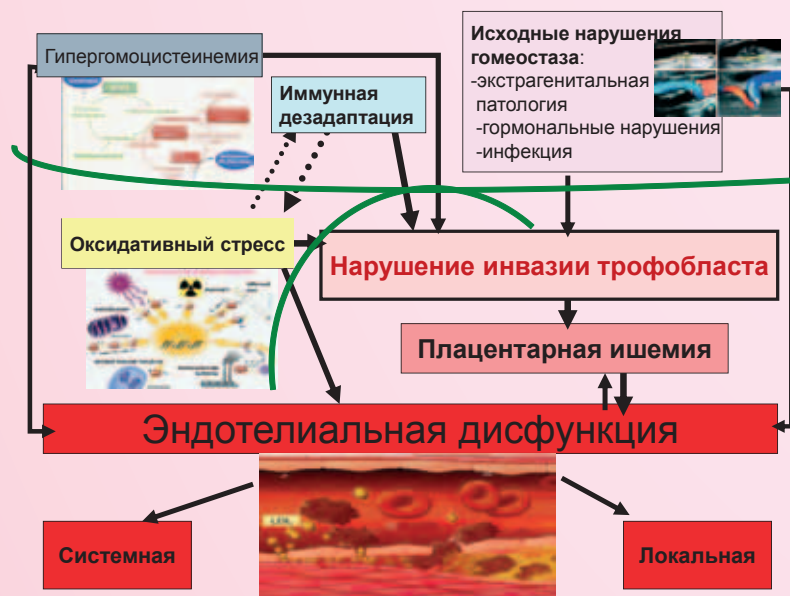 Гипергомоцистеинемия
Иммунная
дезадаптация
Исходные нарушения
гомеостаза:
-экстрагенитальная
патология
-гормональные нарушения
-инфекция
Оксидативный стресс
Нарушение инвазии трофобласта
Плацентарная ишемия
Эндотелиальная дисфункция
Системная
Локальная